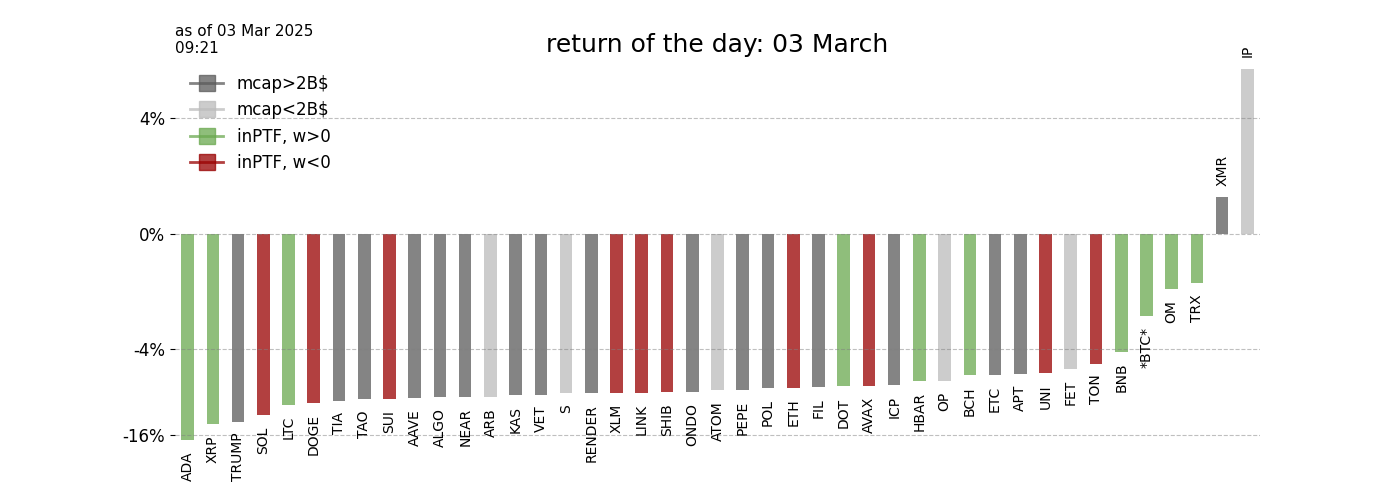 as of 03 Mar 2025
09:21
return of the day: 03 March
IP
mcap>2B$
mcap<2B$
4%
inPTF, w>0
inPTF, w<0
XMR
0%
OM
TRX
-4%
*BTC*
BNB
TON
FET
UNI
APT
ETC
BCH
OP
HBAR
ICP
AVAX
DOT
FIL
ETH
POL
PEPE
ATOM
ONDO
SHIB
LINK
XLM
RENDER
S
VET
KAS
ARB
NEAR
ALGO
AAVE
SUI
TAO
TIA
DOGE
LTC
SOL
TRUMP
XRP
ADA
-16%